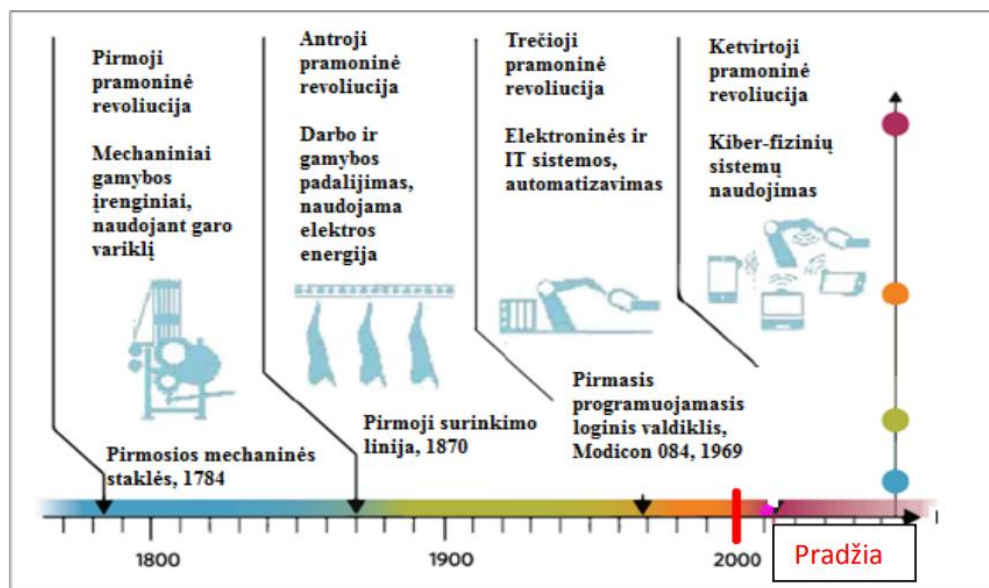 Pirmoji
pramoninė
revoliucija
Mechaniniai
gamybos
įrenginiai,
naudojant garo
variklį
Pirmosios mechaninės
staklės, 1784
Antroji
pramoninė
revoliucija
Darbo ir
gamybos
padalijimas,
naudojama
elektros
energija
Pirmoji surinkimo
linija, 1870
Trečioji
pramoninė
revoliucija
Elektroninės ir
IT sistemos,
automatizavimas
Pirmasis
programuojamasis
loginis valdiklis,
Modicon 084, 1969
Ketvirtoji
pramoninė
revoliucija
Kiber-fizinių
sistemų
naudojimas
1800
1900
2000
Pradžia